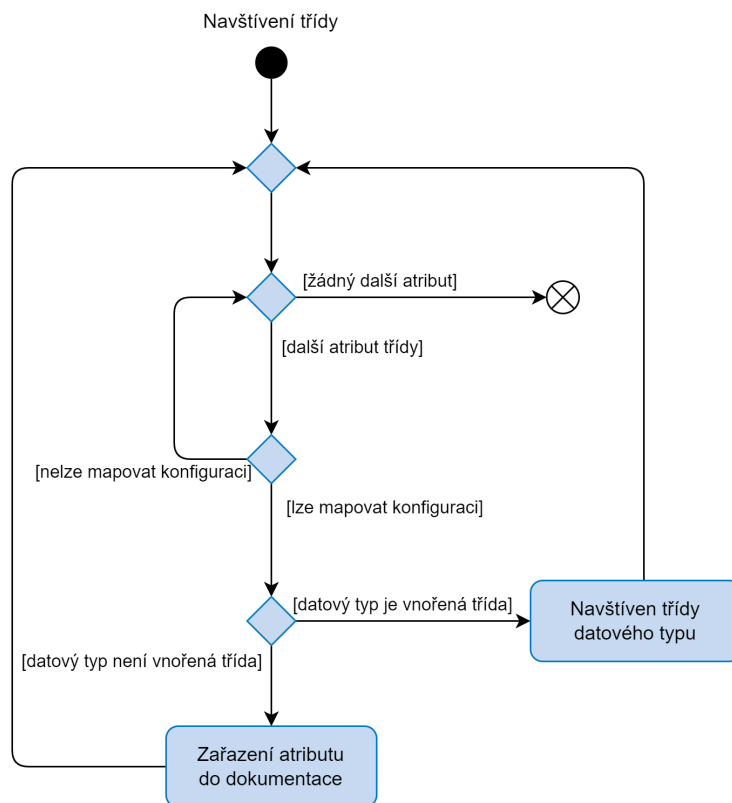 Navštívení třídy
[žádný další atribut]
[další atribut třídy]
[nelze mapovat konfiguraci]
[lze mapovat konfiguraci]
[datový typ je vnořená třída]
Navštíven třídy
datového typu
[datový typ není vnořená třída]
Zařazení atributu
do dokumentace